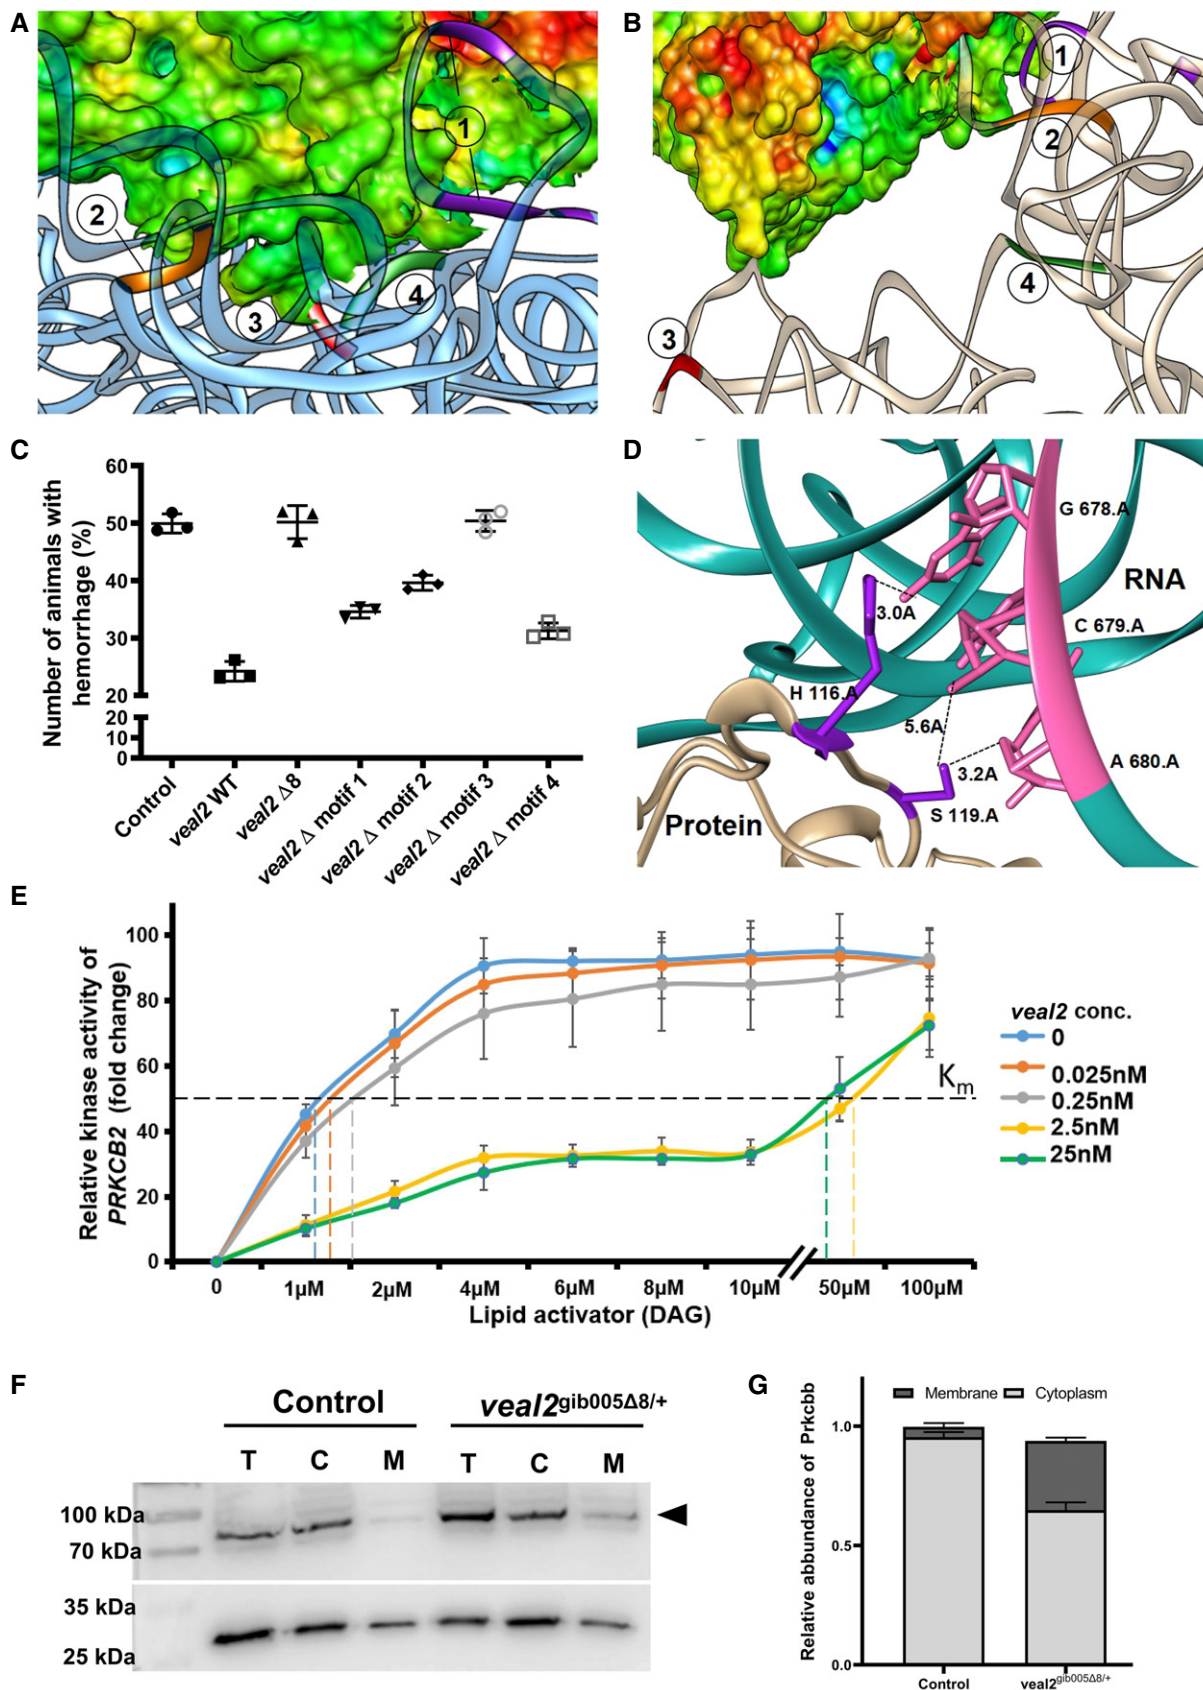 A
1
2
3
4
B
1
2
3
4
C
Number of animals with
hemorrhage (%)
60
50
40
30
20
20
10
0
Control
veal2 WT
veal2 Δ8
veal2 Δ motif 1
veal2 Δ motif 2
veal2 Δ motif 3
veal2 Δ motif 4
D
G 678.A
RNA
3.0A
C 679.A
H 116.A
5.6A
3.2A
A 680.A
S 119.A
Protein
E
Relative kinase activity of
PRKCB2 (fold change)
100
80
60
40
20
0
Km
0
1µM
2µM
4µM
6µM
8µM
10µM
50µM
100µM
Lipid activator (DAG)
veal2 conc.
0
0.025nM
0.25nM
2.5nM
25nM
F
Control
veal2gib005Δ8/+
T C M T C M
100 kDa
70 kDa
35 kDa
25 kDa
G
Relative abbundance of Prkcbb
Membrane
Cytoplasm
1.0
0.5
0.0
Control
veal2gib005Δ8/+